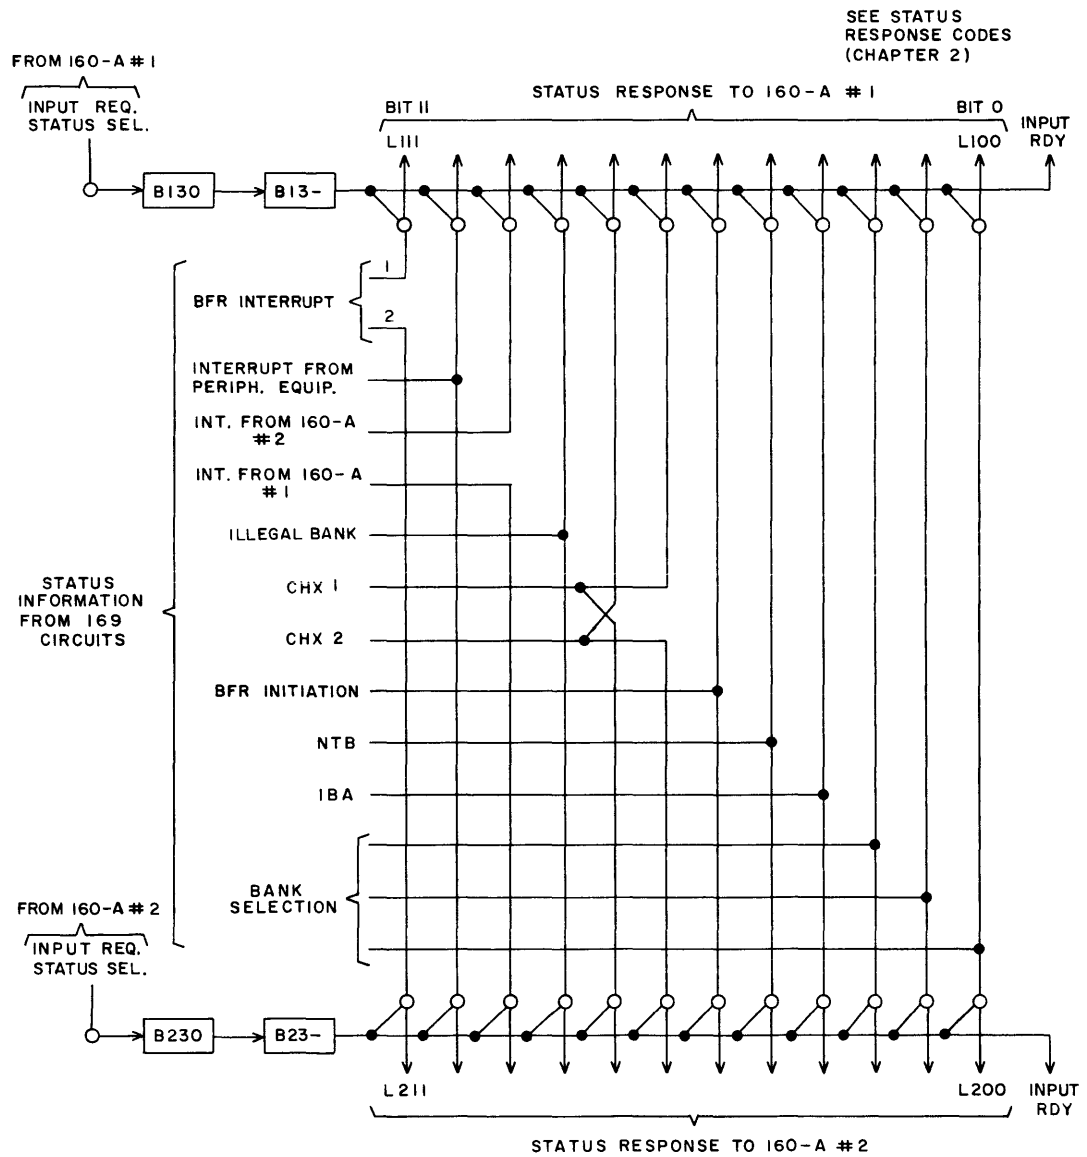 SEE STATUS
RESPONSE CODES
(CHAPTER 2)
FROM 160-A #1
INPUT REQ.
STATUS SEL.
STATUS RESPONSE TO 160-A #1
BIT 11
BIT 0
INPUT
RDY
L111
L100
B130
B13-
1
BFR INTERRUPT
2
INTERRUPT FROM
PERIPH. EQUIP.
INT. FROM 160-A
#2
INT. FROM 160-A
#1
ILLEGAL BANK
CHX 1
STATUS
INFORMATION
FROM 169
CIRCUITS
CHX 2
BFR INITIATION
NTB
IBA
BANK
SELECTION
FROM 160-A #2
INPUT REQ.
STATUS SEL.
B230
B23-
L211
L200
INPUT
RDY
STATUS RESPONSE TO 160-A #2